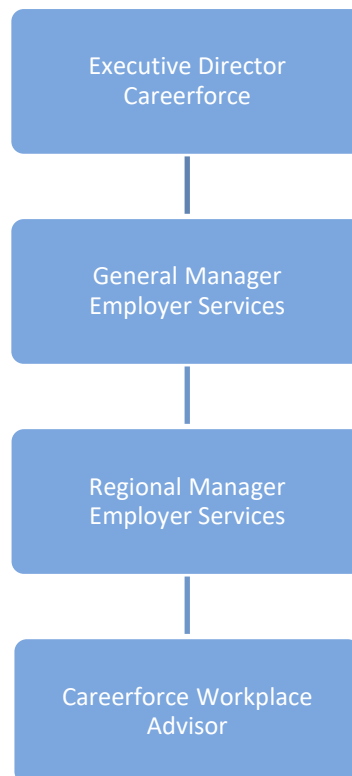 Executive Director
Careerforce
General Manager
Employer Services
Regional Manager
Employer Services
Careerforce Workplace
Advisor